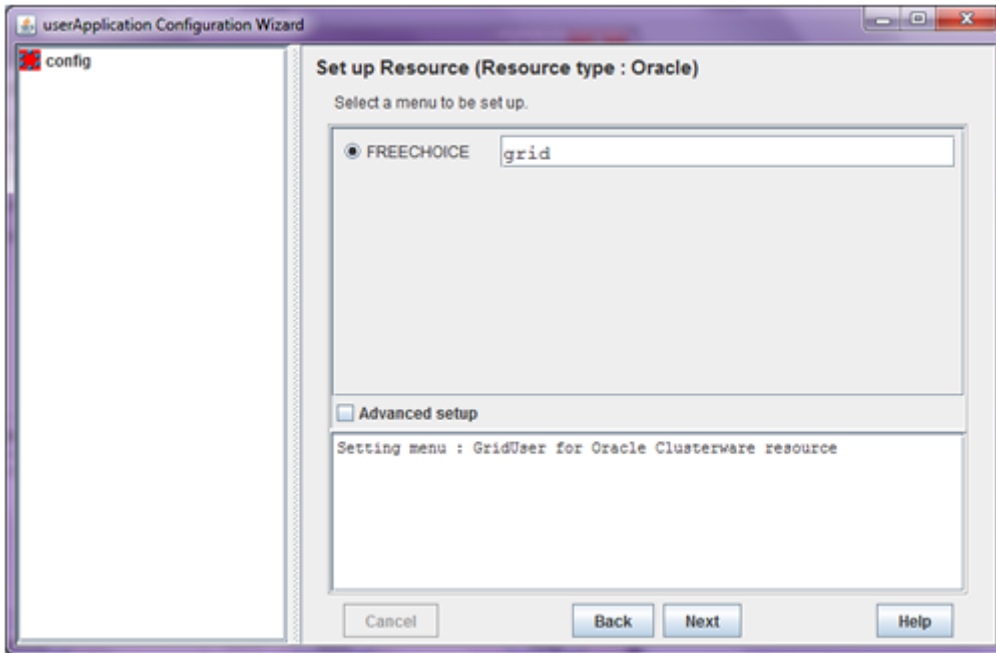 userApplication Configuration Wizard
config
Set up Resource (Resource type : Oracle)
Select a menu to be set up.
FREECHOICE grid
Advanced setup
Setting menu : GridUser for Oracle Clusterware resource
Cancel Back Next Help